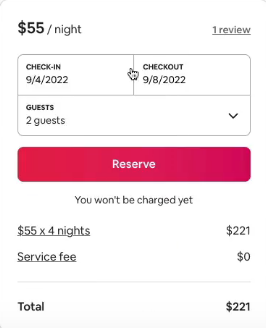 $55 / night 1 review
CHECK-IN CHECKOUT
9/4/2022 9/8/2022
GUESTS
2 guests
Reserve
You won't be charged yet
$55 x 4 nights $221
Service fee $0
Total $221